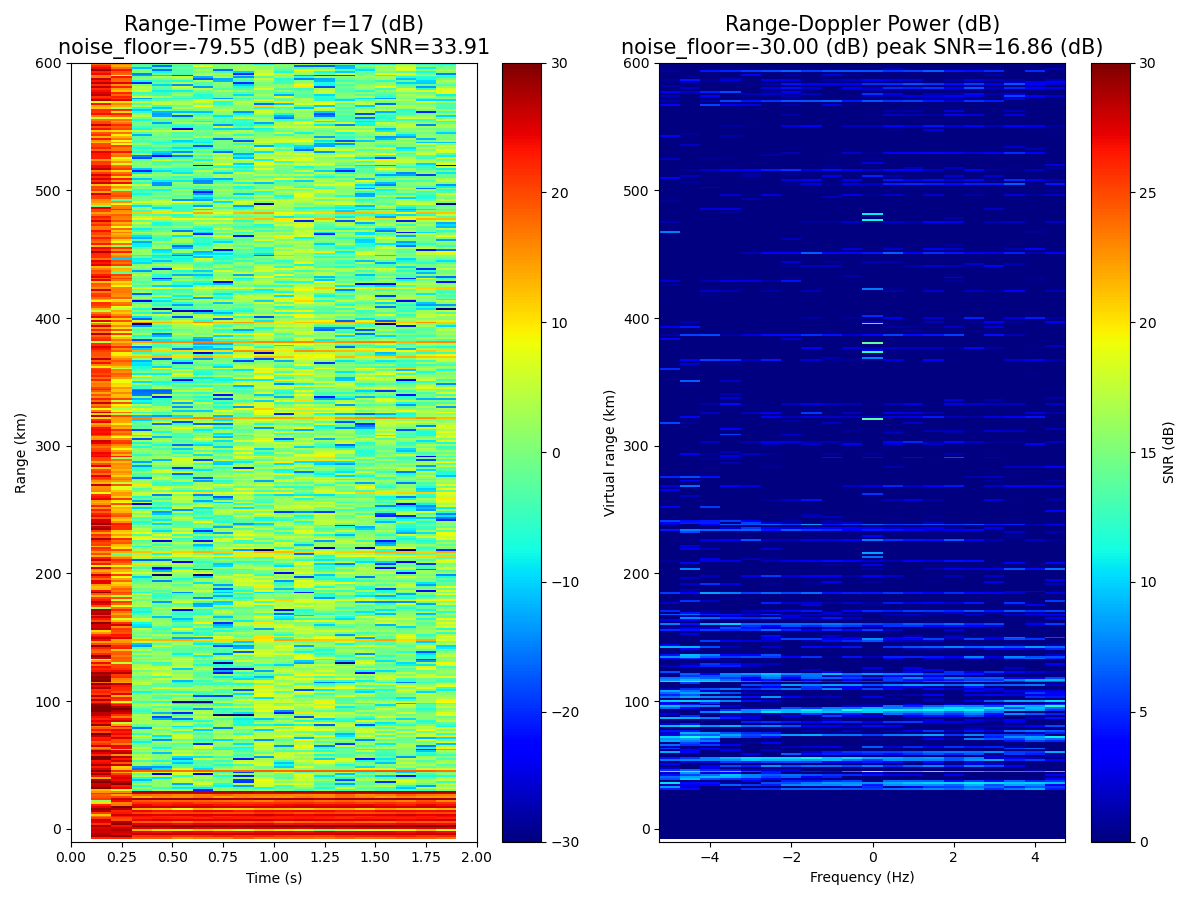 Range-Time Power f=17 (dB)
noise_floor=-79.55 (dB) peak SNR=33.91
Range (km)
600
500
400
300
200
100
0
0.00 0.25 0.50 0.75 1.00 1.25 1.50 1.75 2.00
Time (s)
30
20
10
0
−10
−20
−30
Range-Doppler Power (dB)
noise_floor=-30.00 (dB) peak SNR=16.86 (dB)
Virtual range (km)
600
500
400
300
200
100
0
−4 −2 0 2 4
Frequency (Hz)
30
25
20
15
10
5
0
SNR (dB)